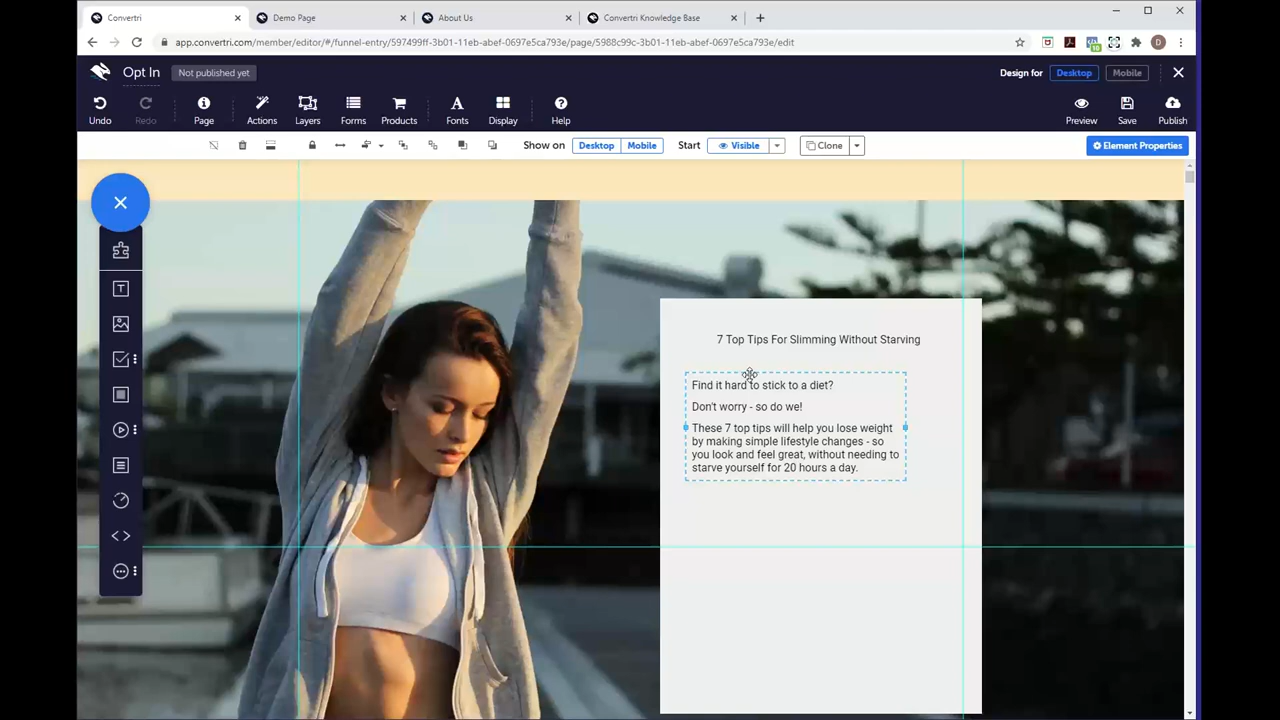 Convertri
Demo Page
About Us
Convertri Knowledge Base
app.convertri.com/member/editor/#/funnel-entry/597499ff-3b01-11eb-abef-0697e5ca793e/page/5988c99c-3b01-11eb-abef-0697e5ca793e/edit
10
D
Opt In
Not published yet
Design for
Desktop
Mobile
Undo
Redo
Page
Actions
Layers
Forms
Products
Fonts
Display
Help
Preview
Save
Publish
Show on
Desktop
Mobile
Start
Visible
Clone
Element Properties
7 Top Tips For Slimming Without Starving
Find it hard to stick to a diet?
Don't worry - so do we!
These 7 top tips will help you lose weight
by making simple lifestyle changes - so
you look and feel great, without needing to
starve yourself for 20 hours a day.